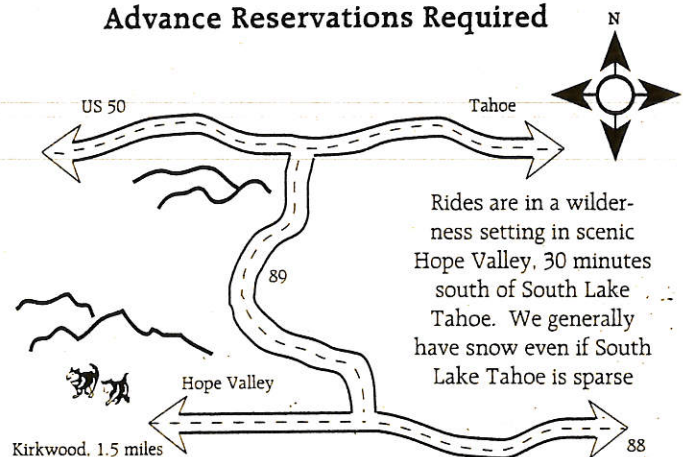 Advance Reservations Required
N
US 50
Tahoe
Rides are in a wilder-
ness setting in scenic
Hope Valley, 30 minutes
south of South Lake
Tahoe. We generally
have snow even if South
Lake Tahoe is sparse
89
Hope Valley
Kirkwood, 1.5 miles
88